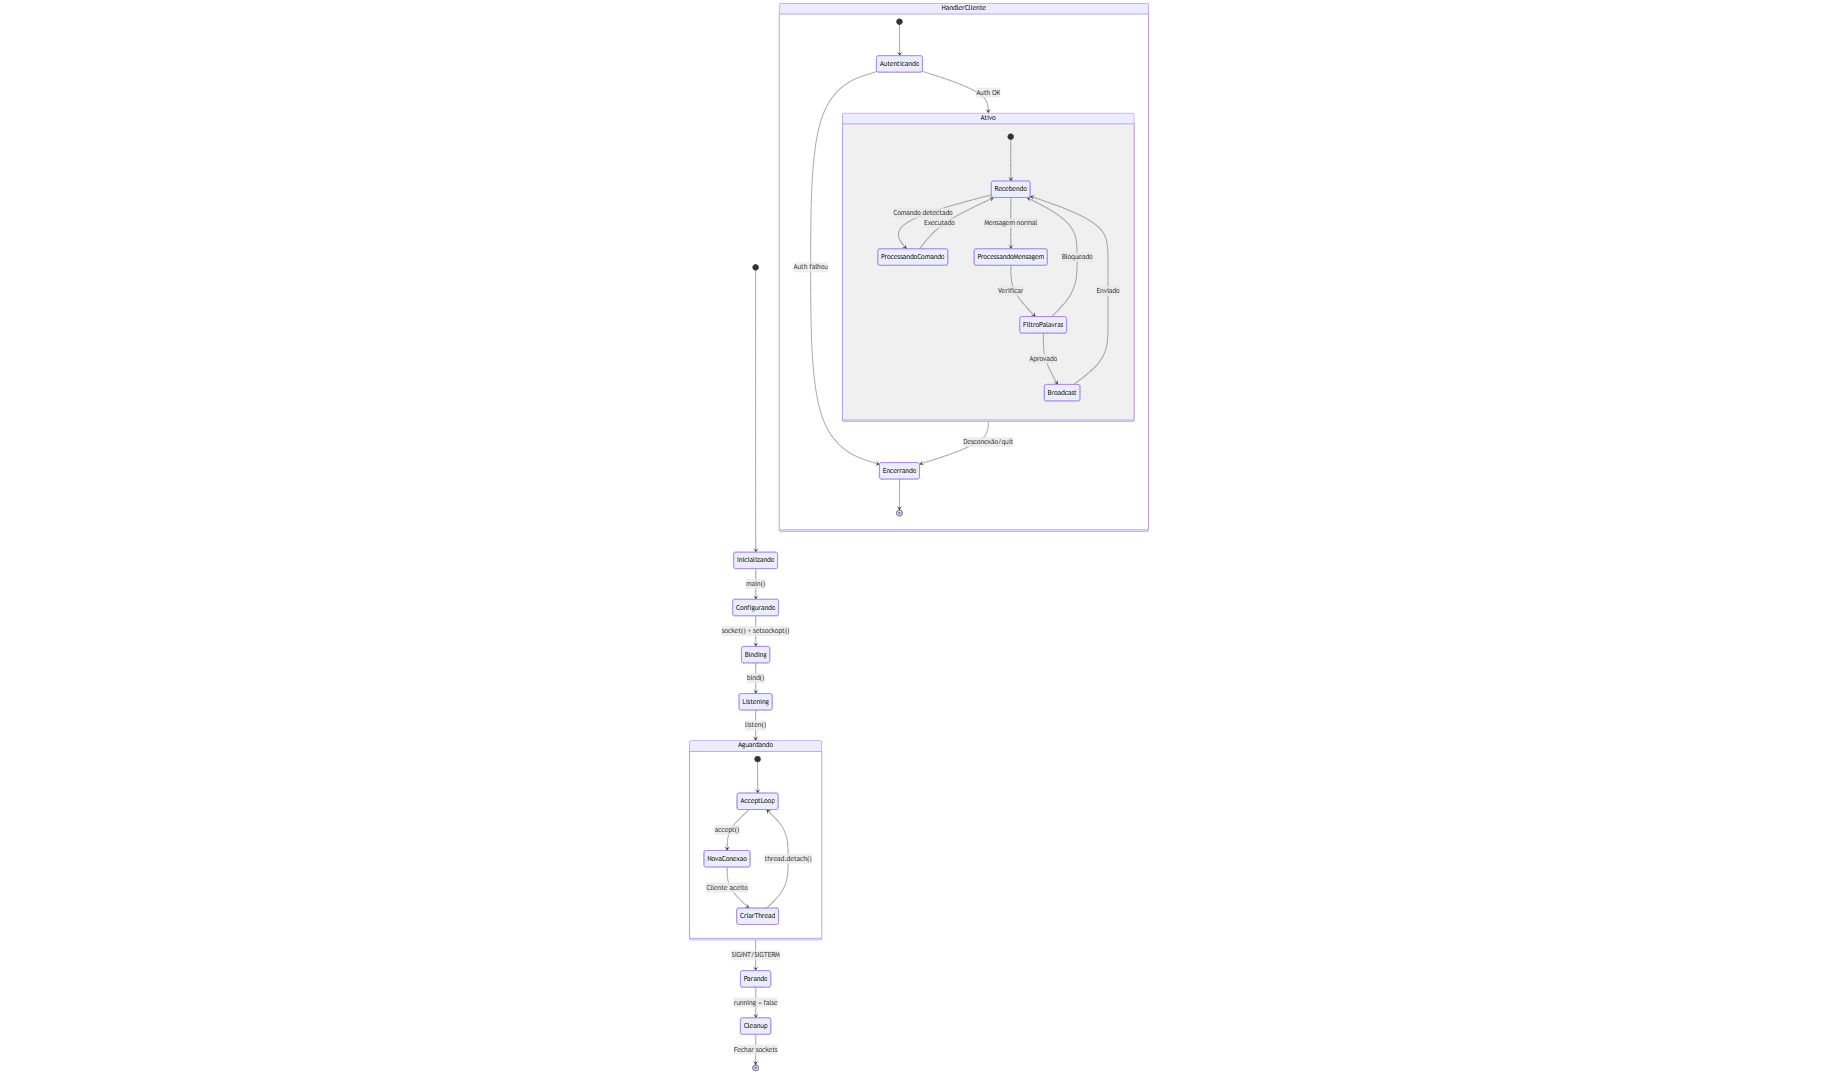 HandlerCliente
Autenticando
Auth OK
Ativo
Recebendo
Comando detectado
Executado
Mensagem normal
ProcessandoComando
ProcessandoMensagem
Bloqueado
Auth falhou
Verificar
Enviado
FiltroPalavras
Aprovado
Broadcast
Desconexão/quit
Encerrando
Inicializando
main()
Configurando
socket() + setsockopt()
Binding
bind()
Listening
listen()
Aguardando
AcceptLoop
accept()
NovaConexao
thread.detach()
Cliente aceito
CriarThread
SIGINT/SIGTERM
Parando
running = false
Cleanup
Fechar sockets